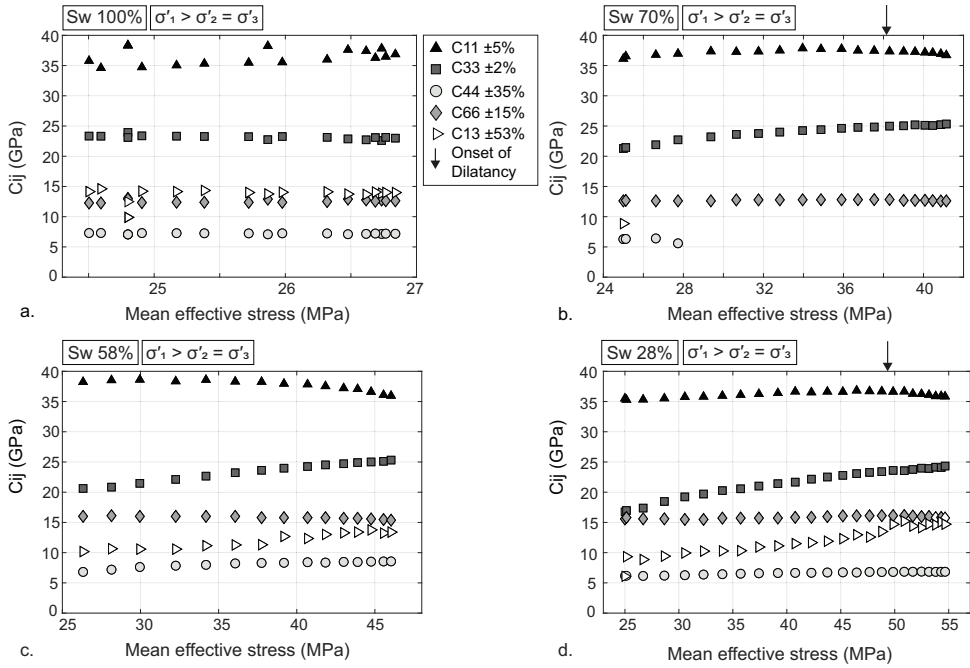 Sw 100% σ′₁ > σ′₂ = σ′₃
40
35
30
25
20
15
10
5
0
Cij (GPa)
25 26 27
a. Mean effective stress (MPa)
C11 ±5%
C33 ±2%
C44 ±35%
C66 ±15%
C13 ±53%
Onset of
Dilatancy
Sw 70% σ′₁ > σ′₂ = σ′₃
40
35
30
25
20
15
10
5
0
Cij (GPa)
24 28 32 36 40
b. Mean effective stress (MPa)
Sw 58% σ′₁ > σ′₂ = σ′₃
40
35
30
25
20
15
10
5
0
Cij (GPa)
25 30 35 40 45
c. Mean effective stress (MPa)
Sw 28% σ′₁ > σ′₂ = σ′₃
40
35
30
25
20
15
10
5
0
Cij (GPa)
25 30 35 40 45 50 55
d. Mean effective stress (MPa)